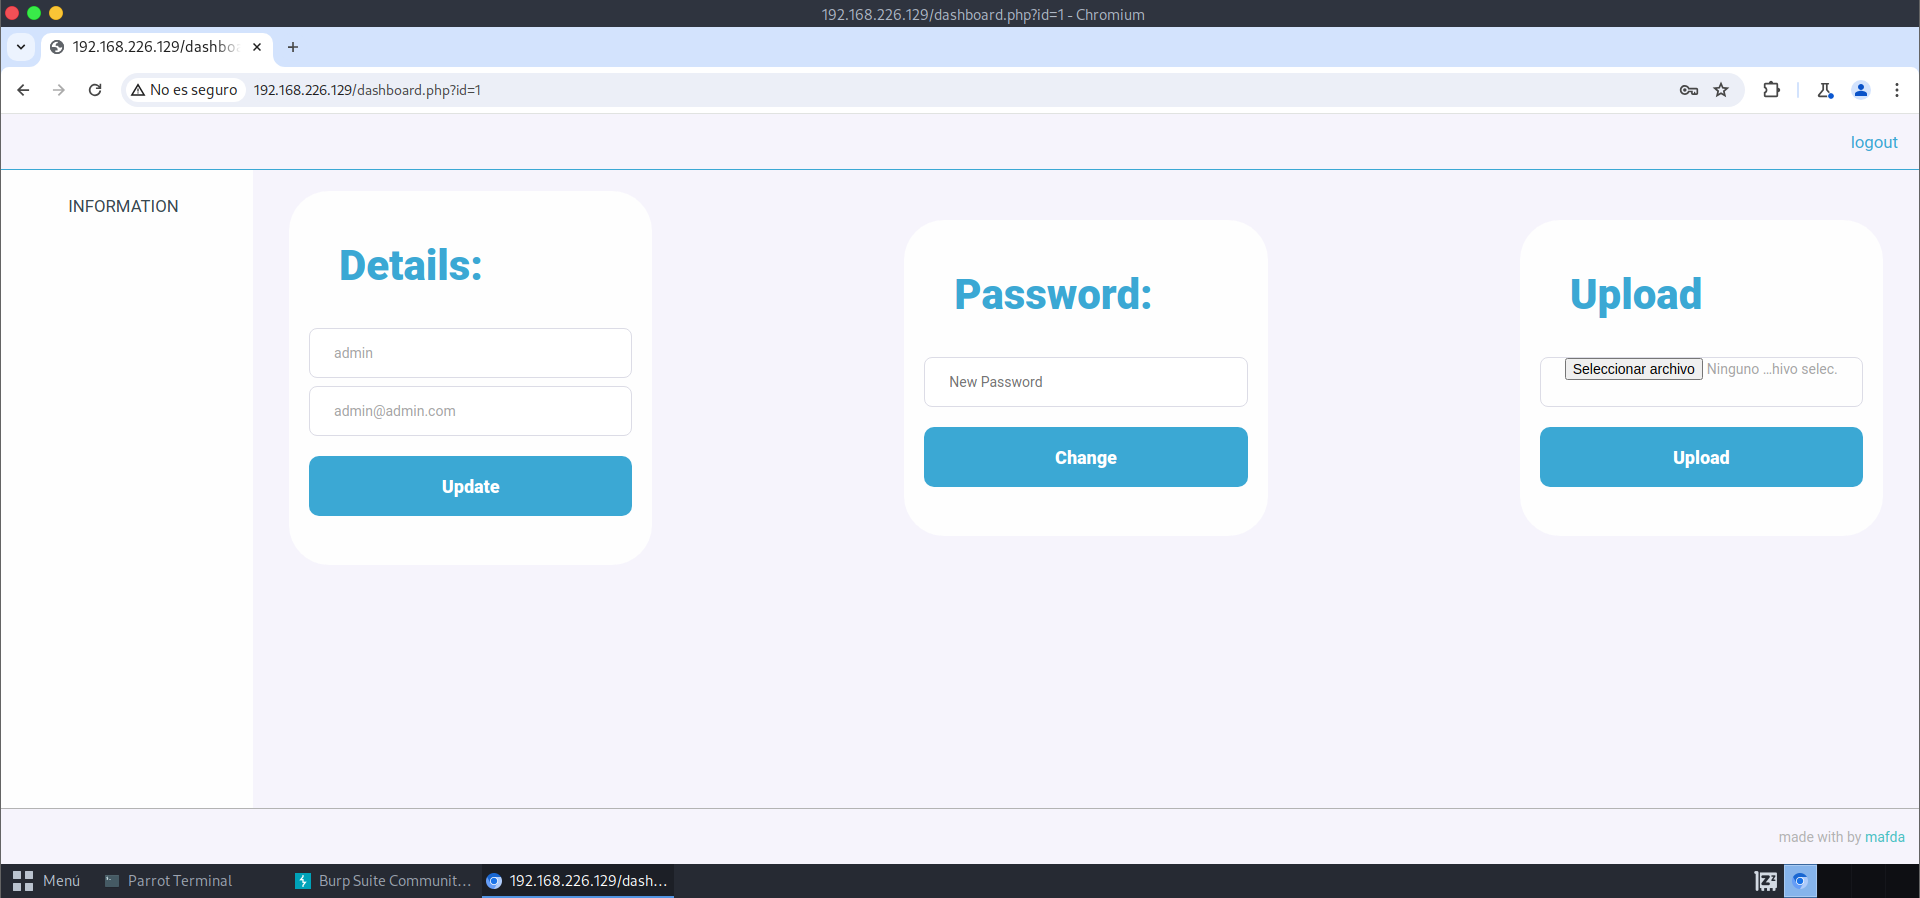 192.168.226.129/dashboard.php?id=1 - Chromium
192.168.226.129/dashbo
No es seguro
192.168.226.129/dashboard.php?id=1
logout
INFORMATION
Details:
admin
admin@admin.com
Update
Password:
New Password
Change
Upload
Seleccionar archivo Ninguno ...hivo selec.
Upload
made with by mafda
Menú
Parrot Terminal
Burp Suite Communit...
192.168.226.129/dash...